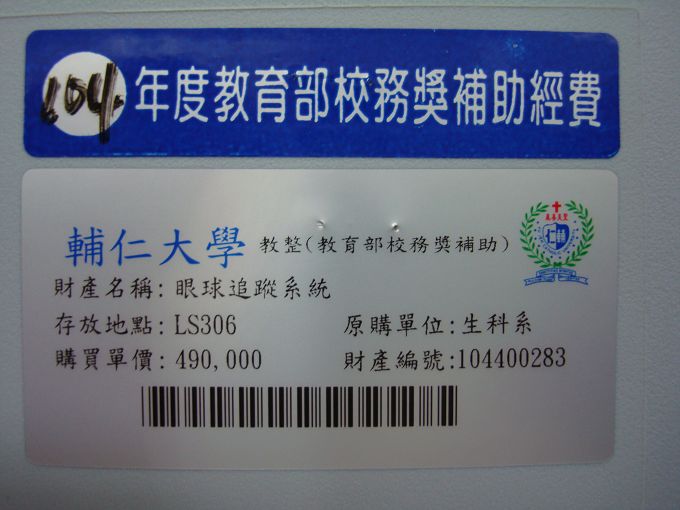 104.年度教育部校務獎補助經費
輔仁大學 教整(教育部校務獎補助)
財產名稱: 眼球追蹤系統
存放地點: LS306 原購單位: 生科系
購買單價: 490,000 財產編號:104400283